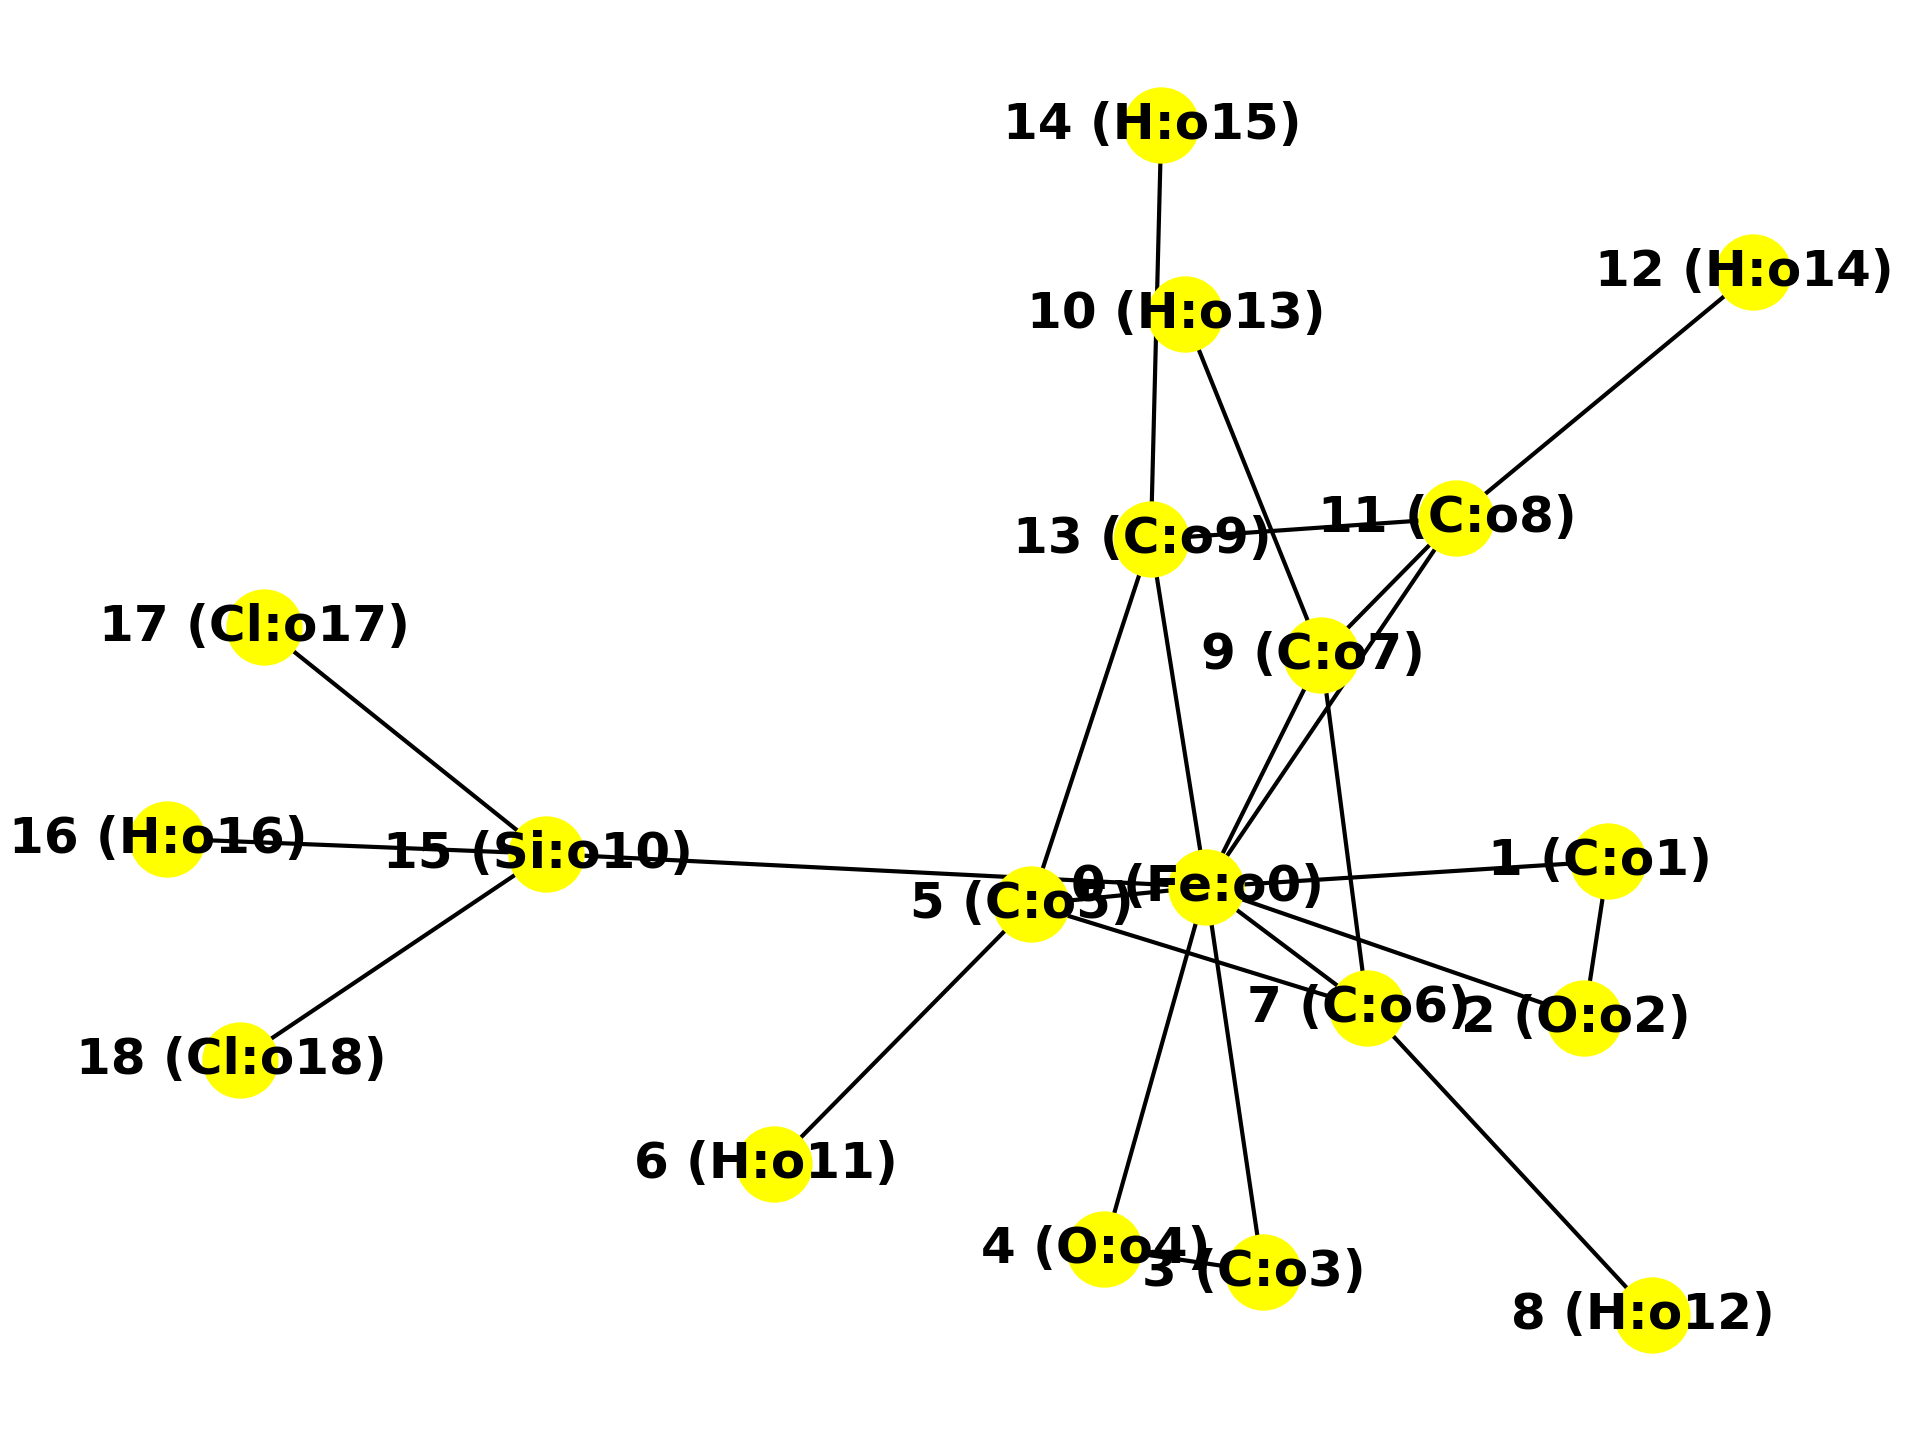 14 (H:o15)
12 (H:o14)
10 (H:o13)
11 (C:o8)
13 (C:o9)
17 (Cl:o17)
9 (C:o7)
16 (H:o16)
15 (Si:o10)
1 (C:o1)
0 (Fe:o0)
5 (C:o5)
7 (C:o6)
2 (O:o2)
18 (Cl:o18)
6 (H:o11)
4 (O:o4)
3 (C:o3)
8 (H:o12)